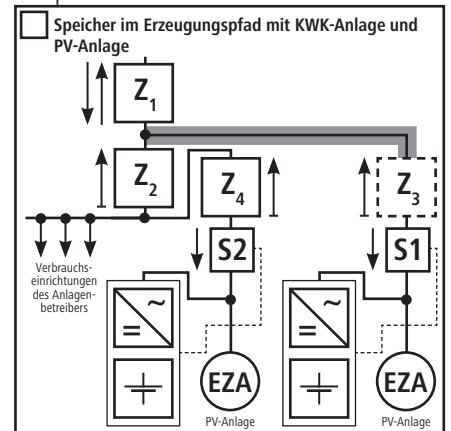 Speicher im Erzeugungspfad mit KWK-Anlage und
PV-Anlage
Z1
Z2
Z4
Z3
S2
S1
Verbrauchs-
einrichtungen
des Anlagen-
betreibers
~
=
~
=
EZA
EZA
PV-Anlage
PV-Anlage